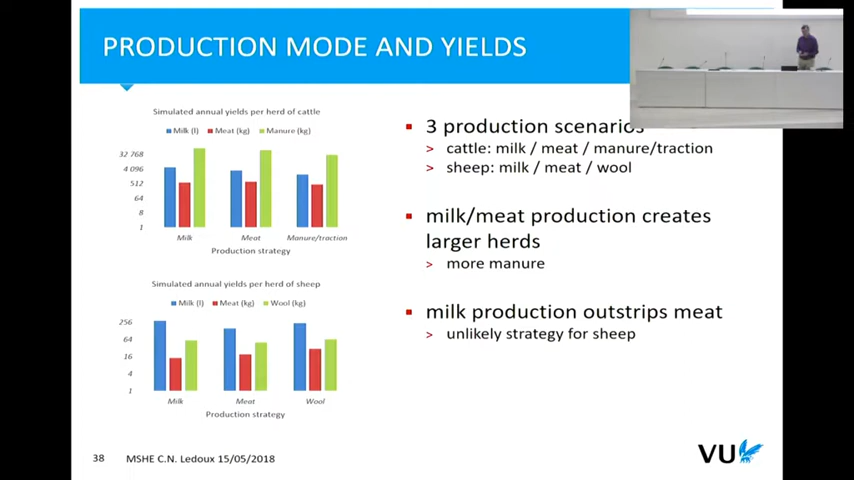 PRODUCTION MODE AND YIELDS
Simulated annual yields per herd of cattle
Milk (l) Meat (kg) Manure (kg)
32 768
4 096
512
64
8
1
Milk Meat Manure/traction
Production strategy
Simulated annual yields per herd of sheep
Milk (l) Meat (kg) Wool (kg)
256
64
16
4
1
Milk Meat Wool
Production strategy
3 production scenarios
> cattle: milk / meat / manure/traction
> sheep: milk / meat / wool
milk/meat production creates
larger herds
> more manure
milk production outstrips meat
> unlikely strategy for sheep
38 MSHE C.N. Ledoux 15/05/2018
VU